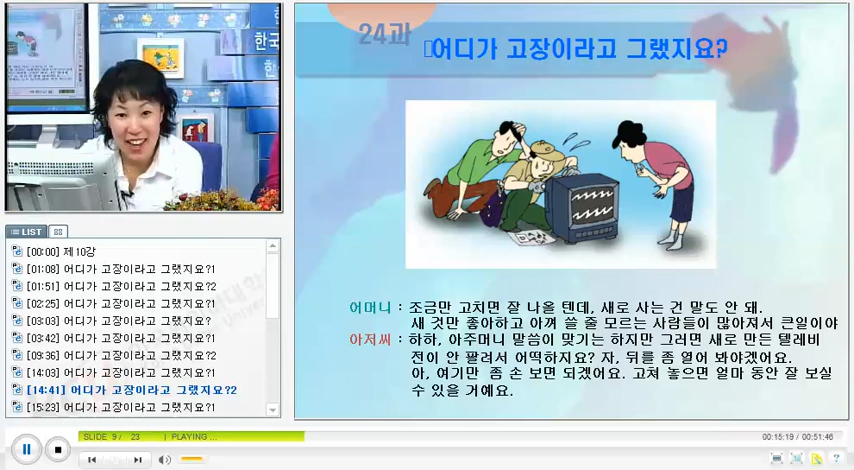 24과
어디가 고장이라고 그랬지요?
LIST
[00:00] 제 10강
[01:08] 어디가 고장이라고 그랬지요?1
[01:51] 어디가 고장이라고 그랬지요?2
[02:25] 어디가 고장이라고 그랬지요?1
[03:03] 어디가 고장이라고 그랬지요?
[03:42] 어디가 고장이라고 그랬지요?1
[09:36] 어디가 고장이라고 그랬지요?2
[14:03] 어디가 고장이라고 그랬지요?1
[14:41] 어디가 고장이라고 그랬지요?2
[15:23] 어디가 고장이라고 그랬지요?1
어머니 : 조금만 고치면 잘 나올 텐데, 새로 사는 건 말도 안 돼.
새 것만 좋아하고 아껴 쓸 줄 모르는 사람들이 많아져서 큰일이야
아저씨 : 하하, 아주머니 말씀이 맞기는 하지만 그러면 새로 만든 텔레비
전이 안 팔려서 어떡하지요? 자, 뒤를 좀 열어 봐야겠어요.
아, 여기만 좀 손 보면 되겠어요. 고쳐 놓으면 얼마 동안 잘 보실
수 있을 거예요.
SLIDE 9 / 23 | PLAYING ...
00:15:19 / 00:51:46